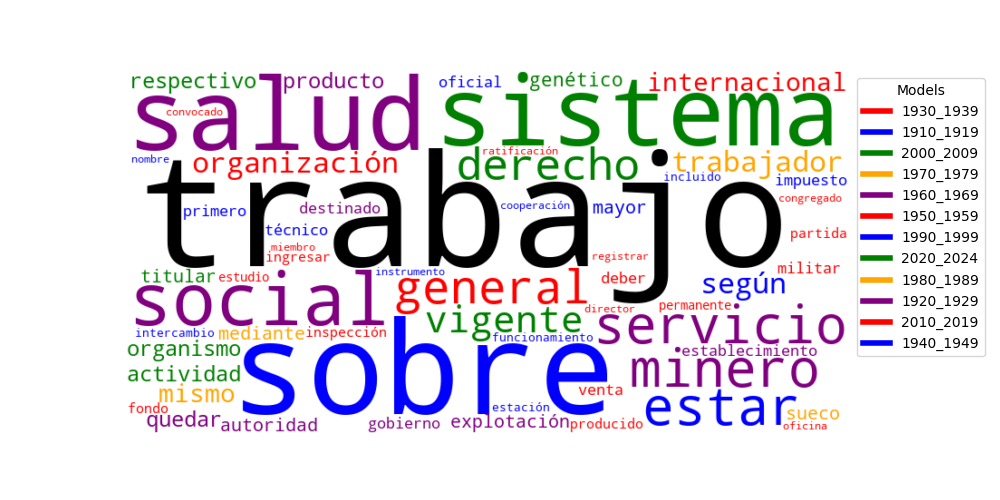 respectivo producto oficial genético internacional
convocado salud sistema
nombre organización ratificación derecho trabajador
trabajo incluido impuesto
primero destinado cooperación mayor congregado
técnico partida
miembro
ingresar registrar
titular estudio instrumento deber militar
social general según
director permanente
intercambio mediante inspección vigente servicio
organismo funcionamiento establecimiento
actividad sobre minero
mismo venta
fondo estación estar sueco
quedar autoridad gobierno explotación producido oficina
Models
1930_1939
1910_1919
2000_2009
1970_1979
1960_1969
1950_1959
1990_1999
2020_2024
1980_1989
1920_1929
2010_2019
1940_1949